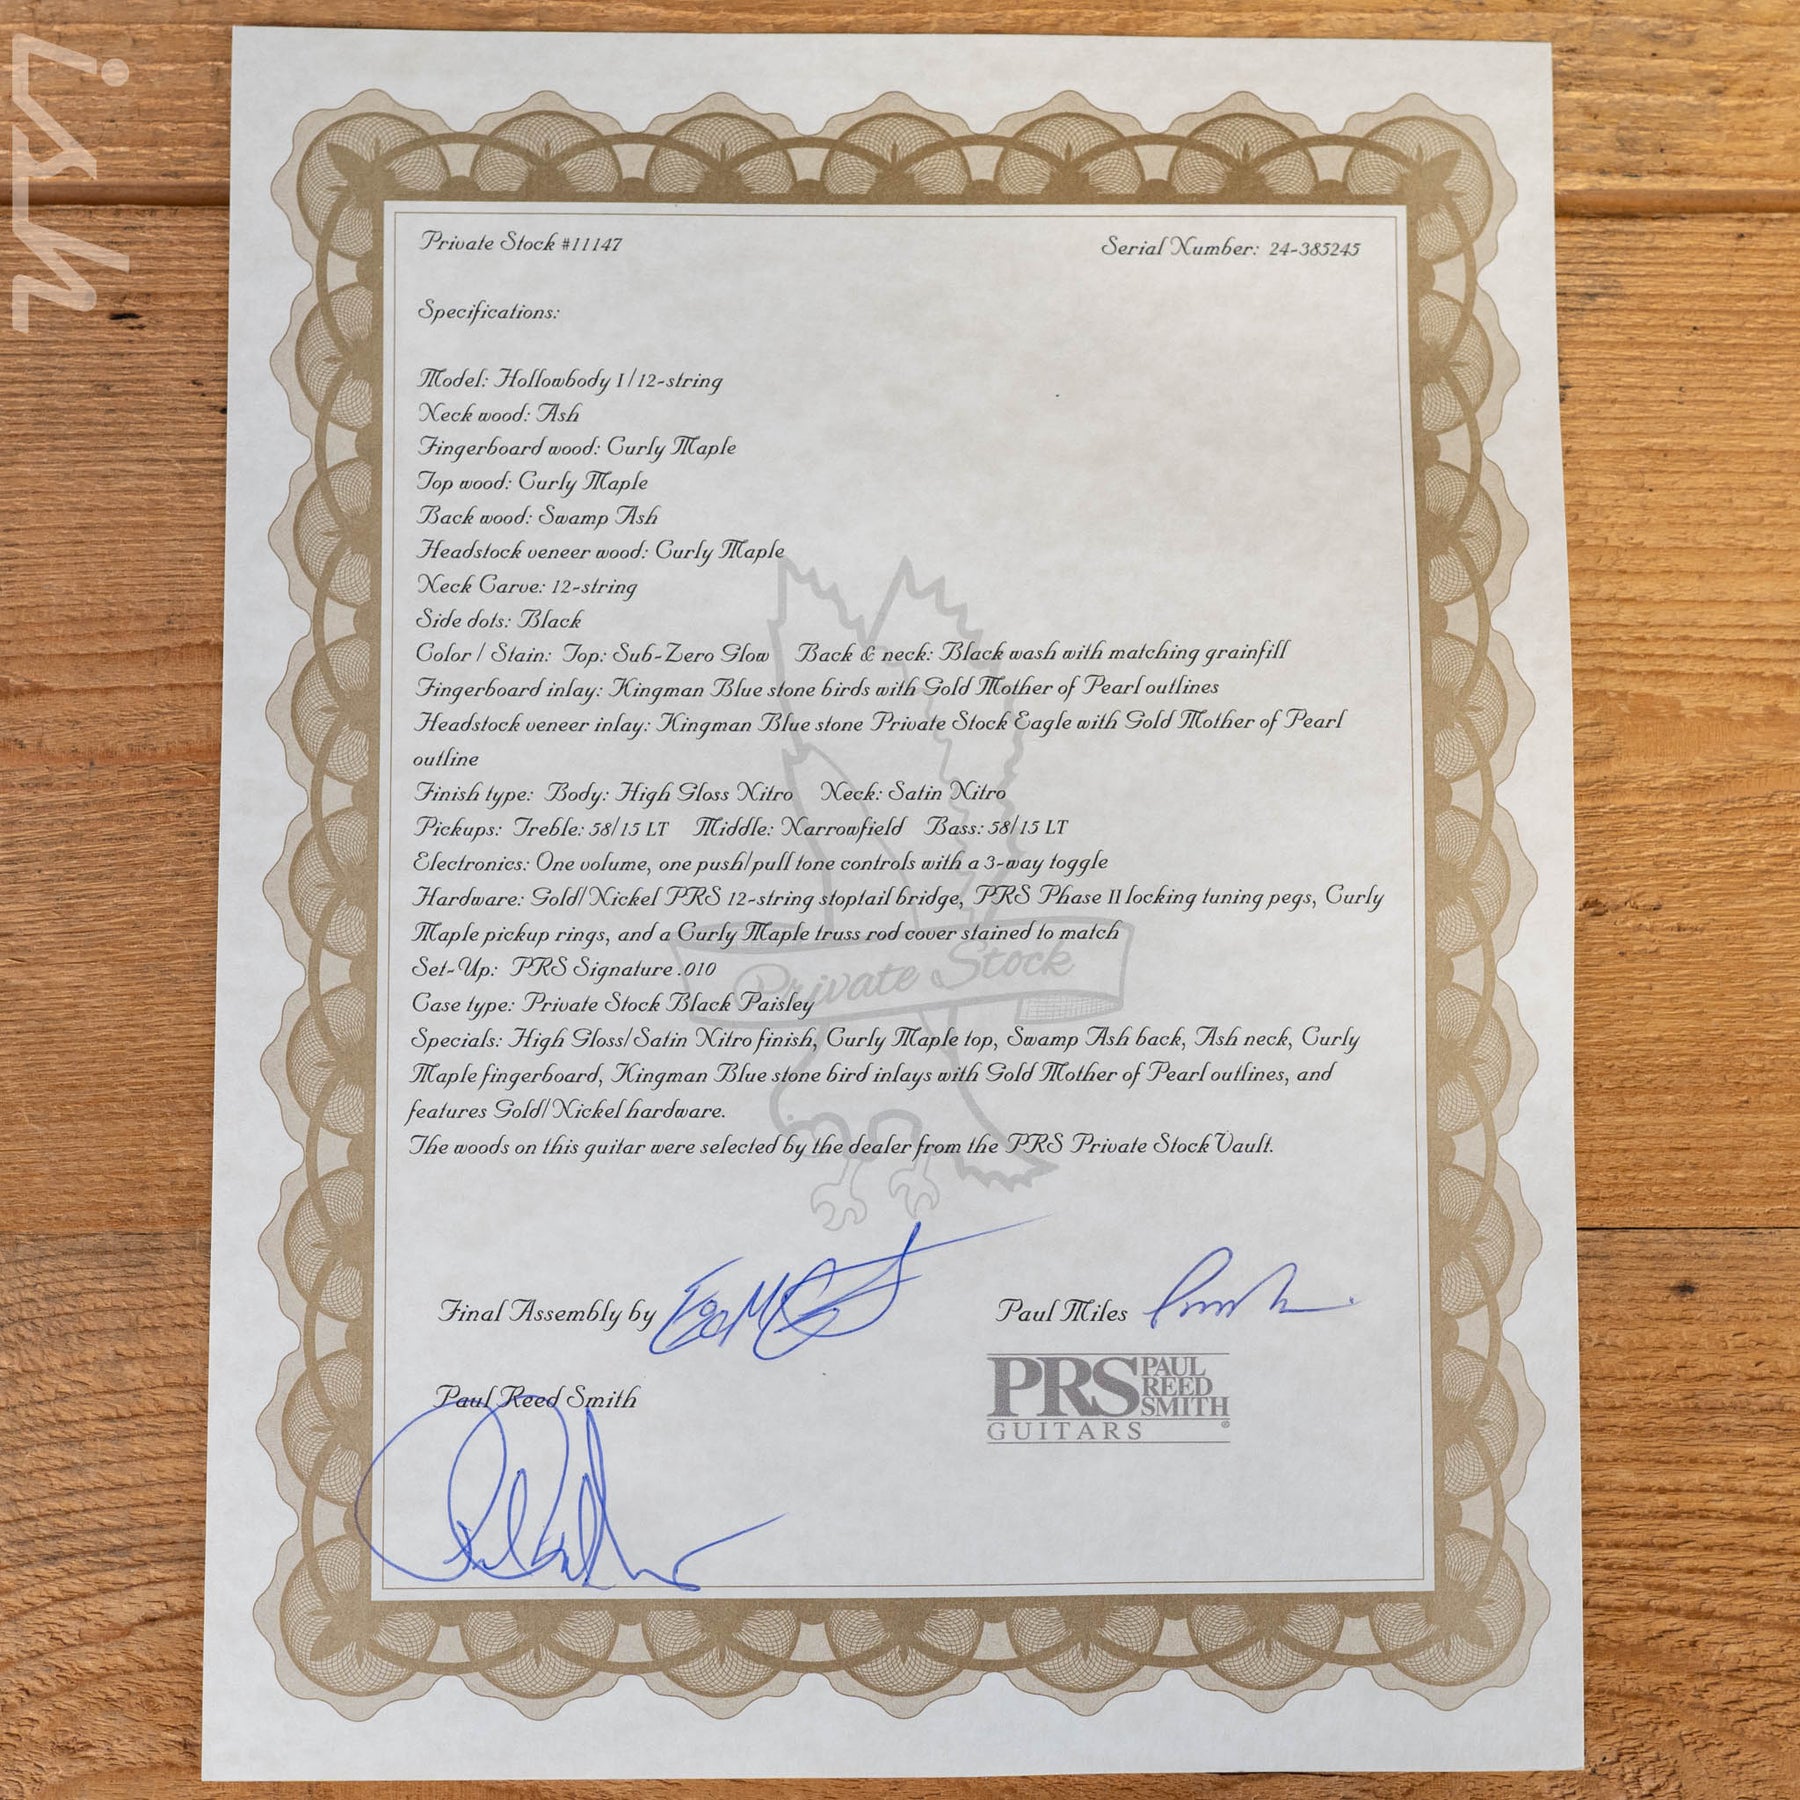 Private Stock #11147
Serial Number: 24-385245
Specifications:
Model: Hollowbody I/12-string
Neck wood: Ash
Fingerboard wood: Curly Maple
Top wood: Curly Maple
Back wood: Swamp Ash
Headstock veneer wood: Curly Maple
Neck Carve: 12-string
Side dots: Black
Color / Stain: Top: Sub-Zero Glow Back & neck: Black wash with matching grainfill
Fingerboard inlay: Kingman Blue stone birds with Gold Mother of Pearl outlines
Headstock veneer inlay: Kingman Blue stone Private Stock Eagle with Gold Mother of Pearl
outline
Finish type: Body: High Gloss Nitro Neck: Satin Nitro
Pickups: Treble: 58/15 LT Middle: Narrowfield Bass: 58/15 LT
Electronics: One volume, one push/pull tone controls with a 3-way toggle
Hardware: Gold/Nickel PRS 12-string stoptail bridge, PRS Phase II locking tuning pegs, Curly
Maple pickup rings, and a Curly Maple truss rod cover stained to match
Set-Up: PRS Signature .010
Private Stock
Case type: Private Stock Black Paisley
Specials: High Gloss/Satin Nitro finish, Curly Maple top, Swamp Ash back, Ash neck, Curly
Maple fingerboard, Kingman Blue stone bird inlays with Gold Mother of Pearl outlines, and
features Gold/Nickel hardware.
The woods on this guitar were selected by the dealer from the PRS Private Stock Vault.
Final Assembly by
Paul Miles
Paul Reed Smith
PRS PAUL REED SMITH
GUITARS